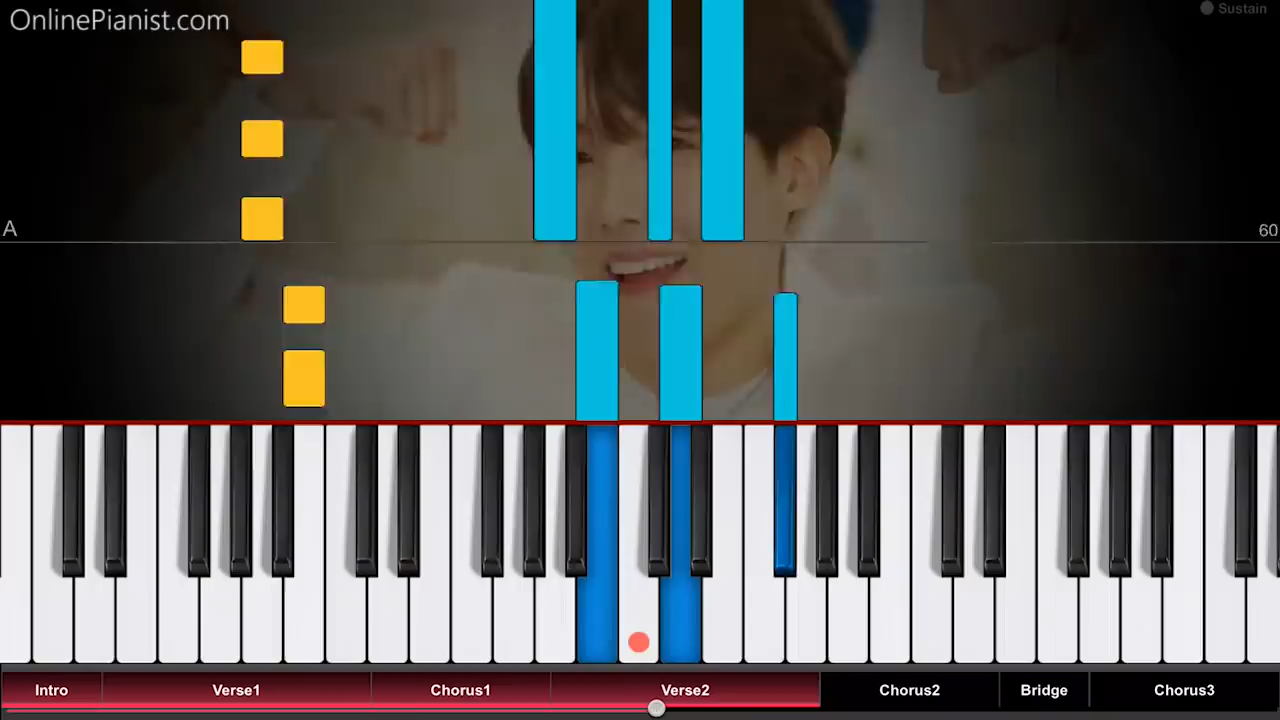 OnlinePianist.com
Sustain
A
60
Intro
Verse1
Chorus1
Verse2
Chorus2
Bridge
Chorus3